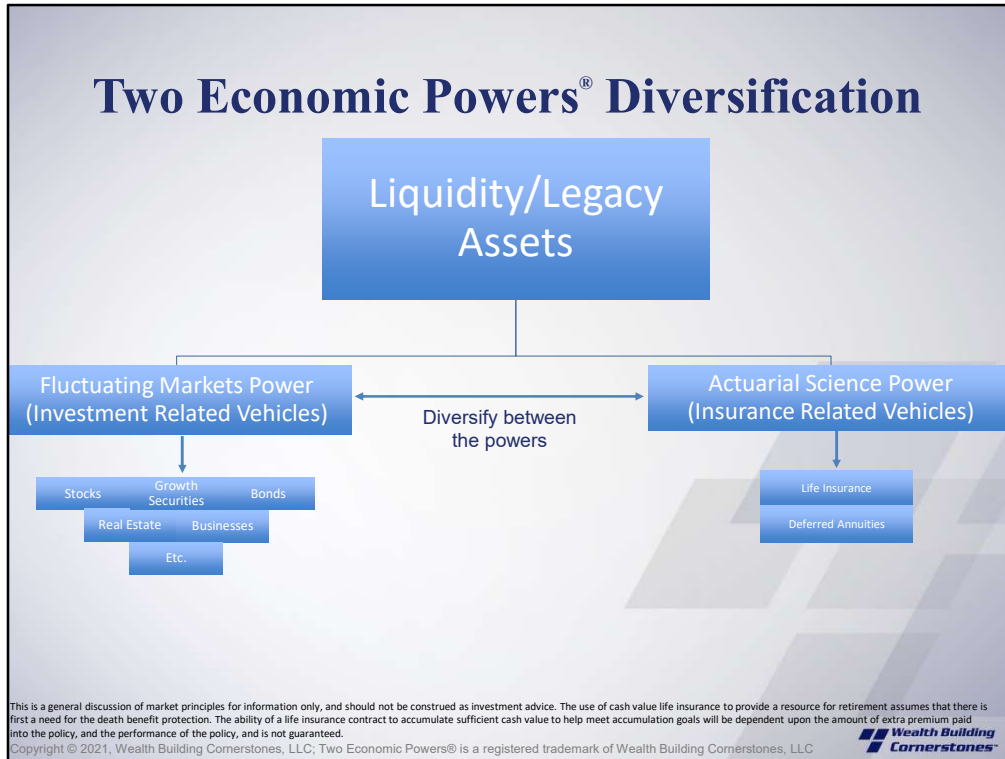 Two Economic Powers® Diversification
Liquidity/Legacy
Assets
Fluctuating Markets Power
(Investment Related Vehicles)
Diversify between
the powers
Actuarial Science Power
(Insurance Related Vehicles)
Stocks
Growth
Securities
Bonds
Real Estate
Businesses
Etc.
Life Insurance
Deferred Annuities
This is a general discussion of market principles for information only, and should not be construed as investment advice. The use of cash value life insurance to provide a resource for retirement assumes that there is
first a need for the death benefit protection. The ability of a life insurance contract to accumulate sufficient cash value to help meet accumulation goals will be dependent upon the amount of extra premium paid
into the policy, and the performance of the policy, and is not guaranteed.
Copyright © 2021, Wealth Building Cornerstones, LLC; Two Economic Powers® is a registered trademark of Wealth Building Cornerstones, LLC
Wealth Building
Cornerstones™